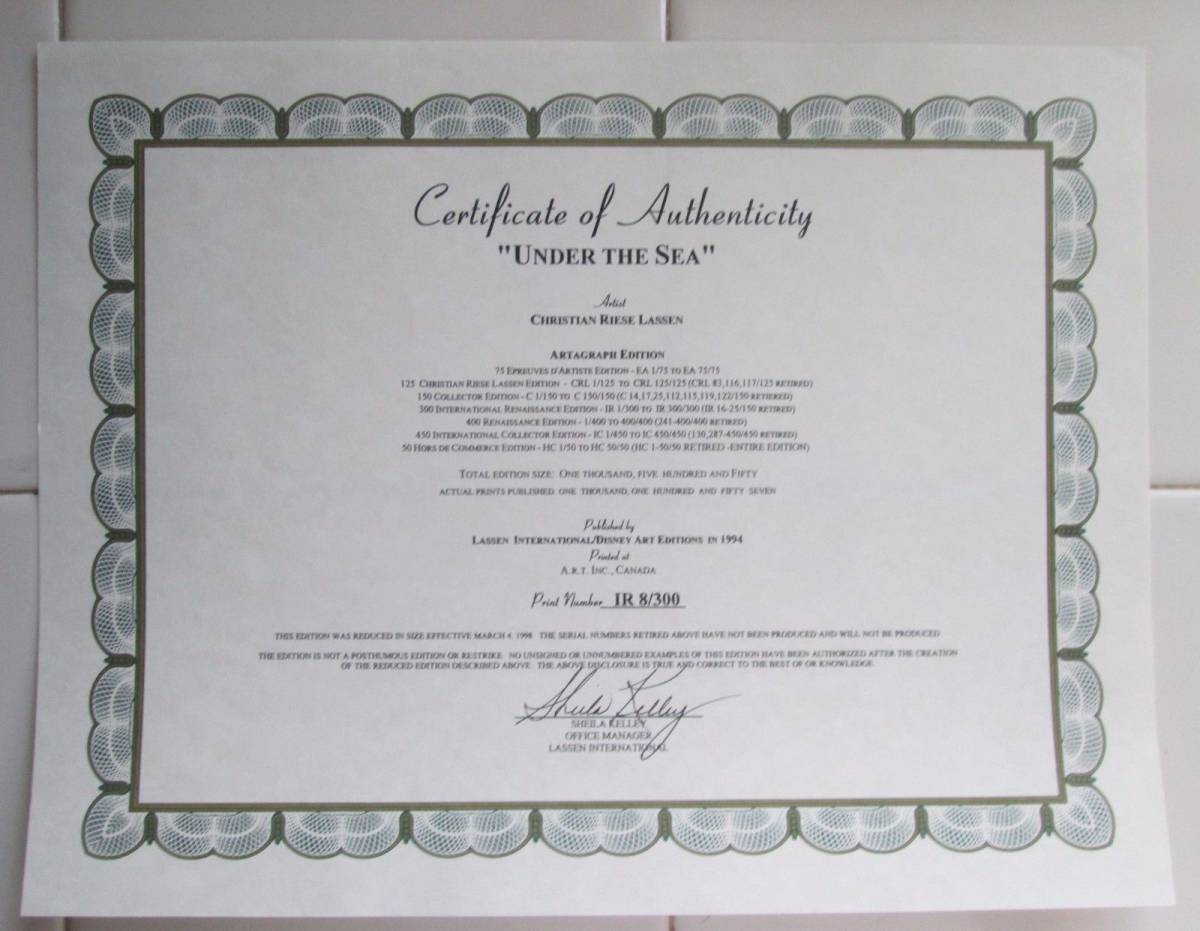 Certificate of Authenticity
"UNDER THE SEA"
Artist
CHRISTIAN RIESE LASSEN
ARTAGRAPH EDITION
75 EPREUVES D'ARTISTE EDITION - EA 1/75 TO EA 75/75
125 CHRISTIAN RIESE LASSEN EDITION - CRL 1/125 TO CRL 125/125 (CRL 83,116,117/125 RETIRED)
150 COLLECTOR EDITION - C 1/150 TO C 150/150 (C 14,17,25,112,115,119,122/150 RETIERED)
300 INTERNATIONAL RENAISSANCE EDITION - IR 1/300 TO IR 300/300 (IR 16-25/150 RETIRED)
400 RENAISSANCE EDITION - 1/400 TO 400/400 (241-400/400 RETIRED)
450 INTERNATIONAL COLLECTOR EDITION - IC 1/450 TO IC 450/450 (130,287-450/450 RETIRED)
50 HORS DE COMMERCE EDITION - HC 1/50 TO HC 50/50 (HC 1-50/50 RETIRED -ENTIRE EDITION)
TOTAL EDITION SIZE: ONE THOUSAND, FIVE HUNDRED AND FIFTY
ACTUAL PRINTS PUBLISHED: ONE THOUSAND, ONE HUNDRED AND FIFTY SEVEN
Published by
LASSEN INTERNATIONAL/DISNEY ART EDITIONS IN 1994
Printed at
A.R.T. INC., CANADA
Print Number IR 8/300
THIS EDITION WAS REDUCED IN SIZE EFFECTIVE MARCH 4, 1998. THE SERIAL NUMBERS RETIRED ABOVE HAVE NOT BEEN PRODUCED AND WILL NOT BE PRODUCED
THE EDITION IS NOT A POSTHUMOUS EDITION OR RESTRIKE. NO UNSIGNED OR UNNUMBERED EXAMPLES OF THIS EDITION HAVE BEEN AUTHORIZED AFTER THE CREATION
OF THE REDUCED EDITION DESCRIBED ABOVE. THE ABOVE DISCLOSURE IS TRUE AND CORRECT TO THE BEST OF OR KNOWLEDGE.
Sheila Kelley
SHEILA KELLEY
OFFICE MANAGER
LASSEN INTERNATIONAL